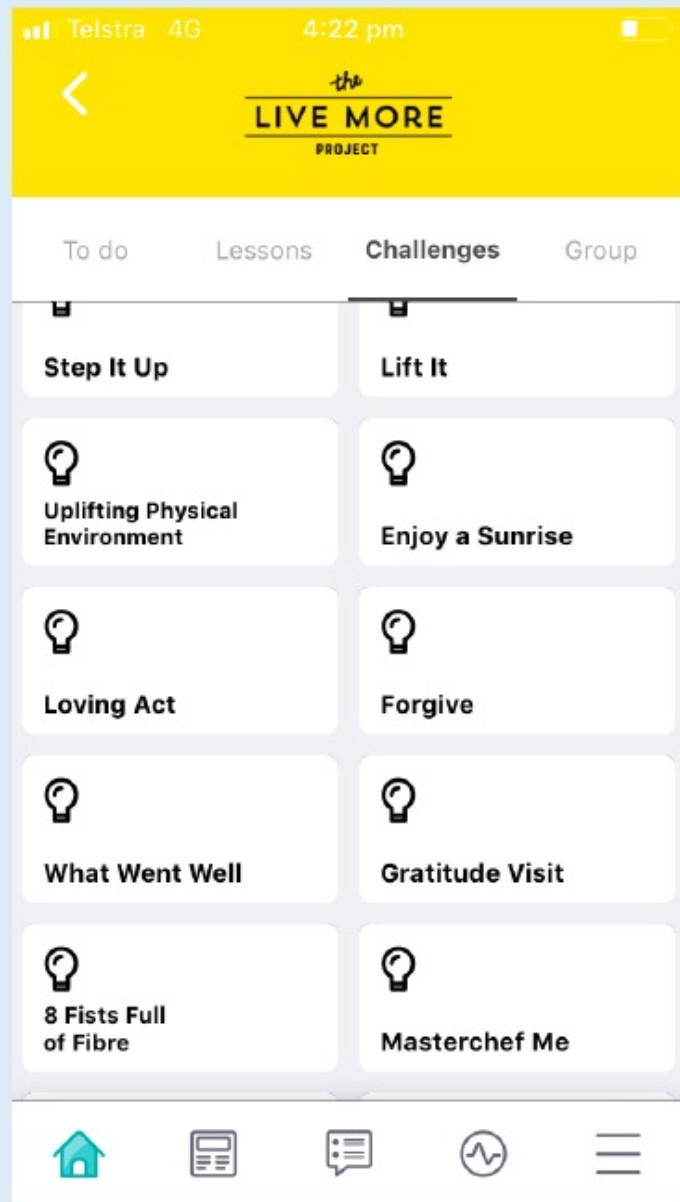 Telstra 4G 4:22 pm
the
LIVE MORE
PROJECT
To do Lessons Challenges Group
Step It Up Lift It
Uplifting Physical
Environment
Enjoy a Sunrise
Loving Act Forgive
What Went Well Gratitude Visit
8 Fists Full
of Fibre
Masterchef Me